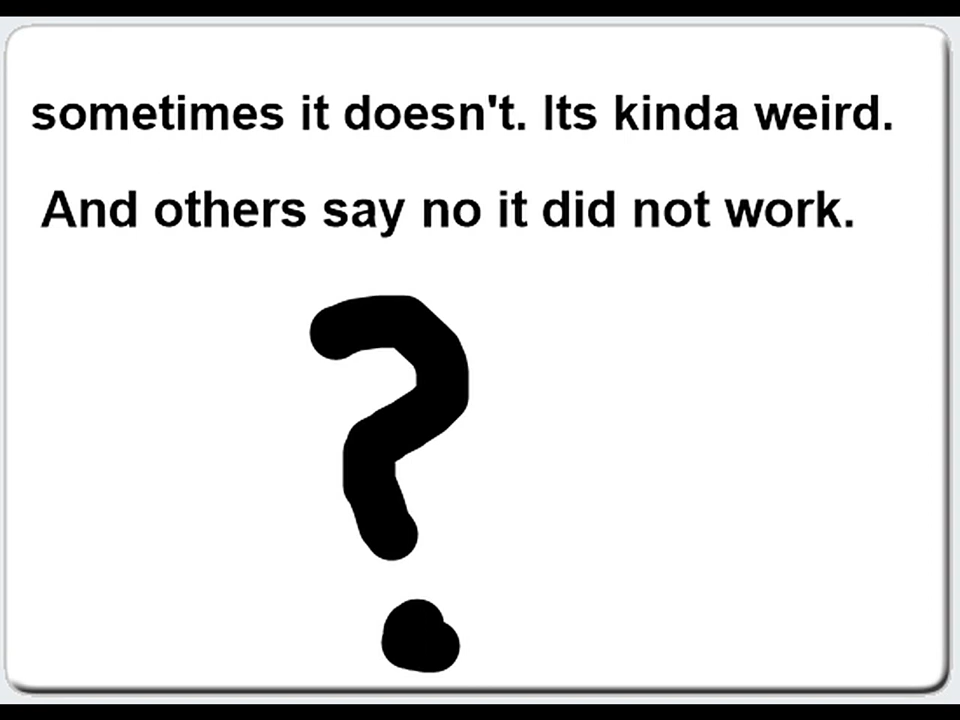 sometimes it doesn't. Its kinda weird.
And others say no it did not work.
?